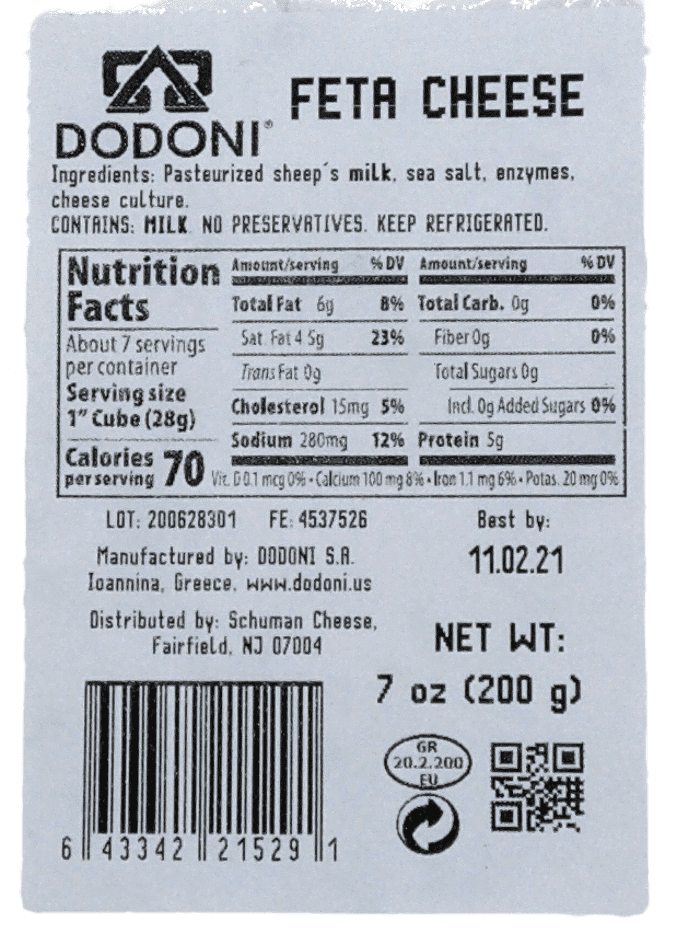 DODONI®
FETA CHEESE
Ingredients: Pasteurized sheep´s milk, sea salt, enzymes,
cheese culture.
CONTAINS: MILK. NO PRESERVATIVES. KEEP REFRIGERATED.
Nutrition
Facts
About 7 servings
per container
Serving size
1” Cube (28g)
Calories
per serving 70
Amount/serving % DV
Total Fat 6g 8%
Sat. Fat 4.5g 23%
Trans Fat 0g
Cholesterol 15mg 5%
Sodium 280mg 12%
Amount/serving % DV
Total Carb. 0g 0%
Fiber 0g 0%
Total Sugars 0g
Incl. 0g Added Sugars 0%
Protein 5g
Vit. D 0.1 mcg 0% • Calcium 100 mg 8% • Iron 1.1 mg 6% • Potas. 20 mg 0%
LOT: 200628301 FE: 4537526
Manufactured by: DODONI S.A.
Ioannina, Greece, www.dodoni.us
Distributed by: Schuman Cheese,
Fairfield, NJ 07004
Best by:
11.02.21
NET WT:
7 oz (200 g)
GR
20.2.200
EU
6 43342 21529 1